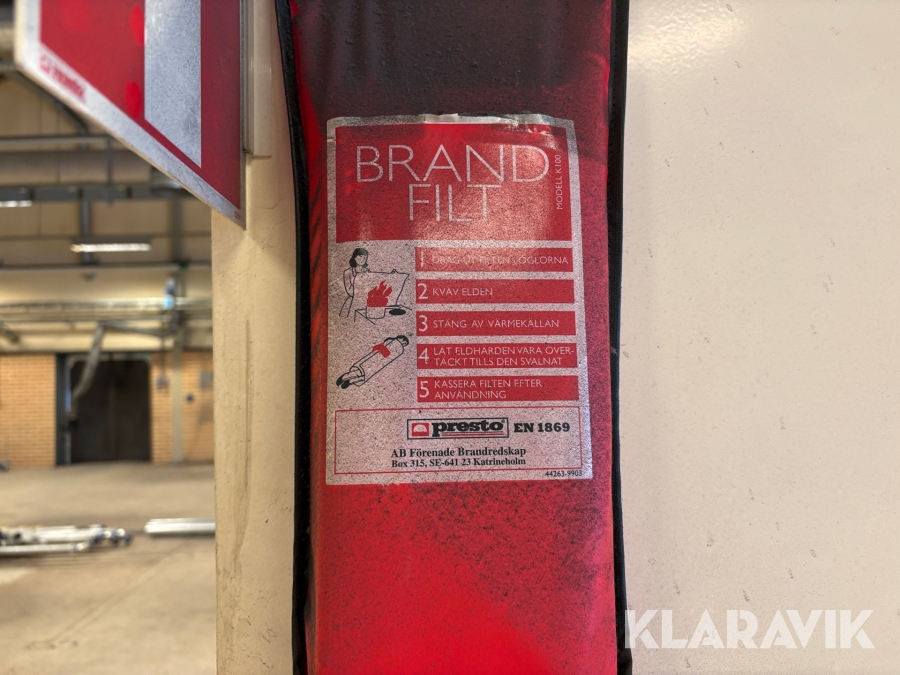 presto
BRAND
FILT
MODELL K100
1 DRAG UT FILTEN I ÖGLORNA
2 KVÄV ELDEN
3 STÄNG AV VÄRMEKÄLLAN
4 LÅT ELDHÄRDEN VARA ÖVER-
TÄCKT TILLS DEN SVALNAT
5 KASSERA FILTEN EFTER
ANVÄNDNING
presto EN 1869
AB Förenade Brandredskap
Box 315, SE-641 23 Katrineholm
44263-9903
KLARAVIK